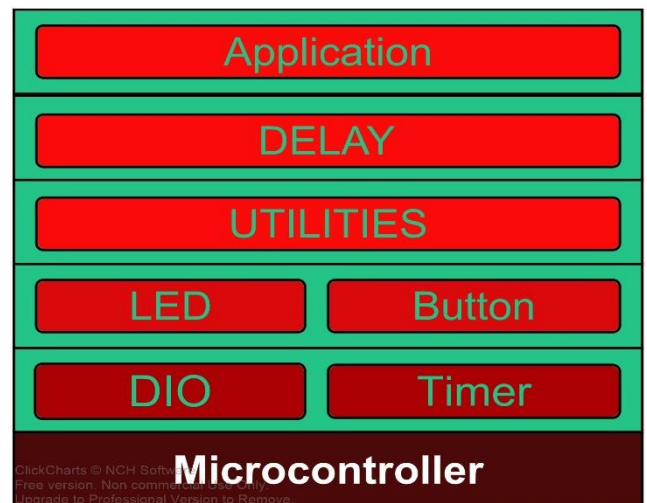 Application
DELAY
UTILITIES
LED Button
DIO Timer
Microcontroller
ClickCharts © NCH Software
Free version. Non commercial Use Only.
Upgrade to Professional Version to Remove